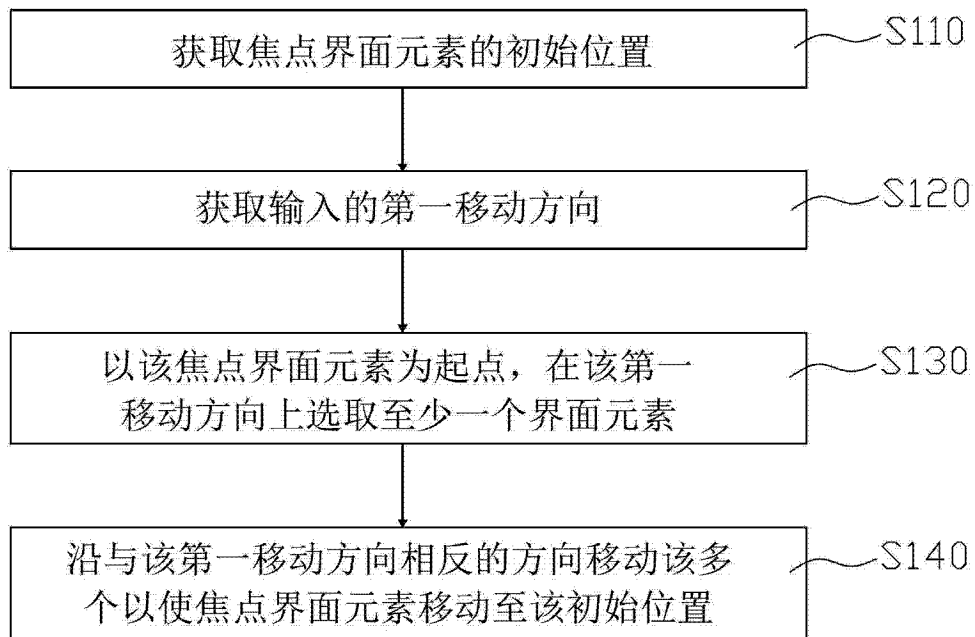 获取焦点界面元素的初始位置
S110
获取输入的第一移动方向
S120
以该焦点界面元素为起点，在该第一
移动方向上选取至少一个界面元素
S130
沿与该第一移动方向相反的方向移动该多
个以使焦点界面元素移动至该初始位置
S140